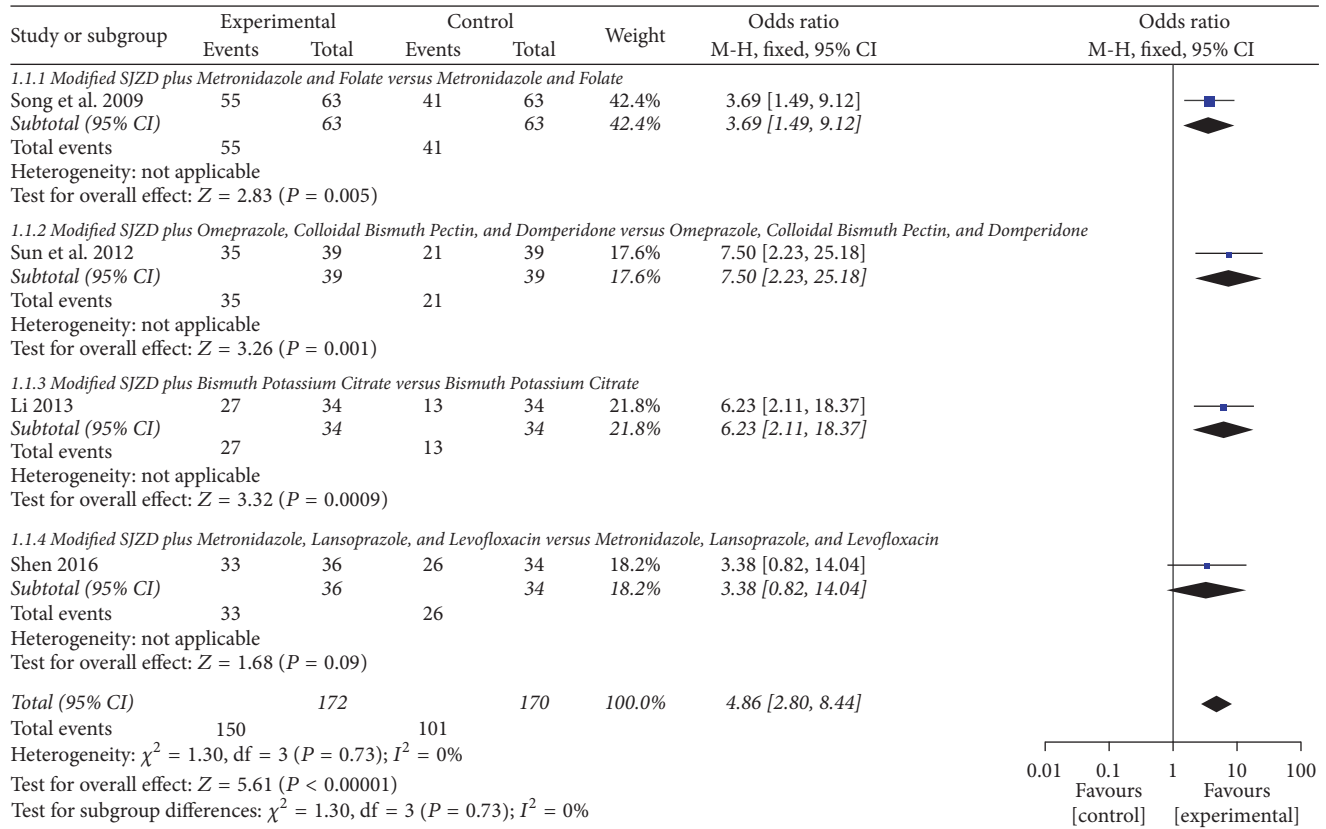 Study or subgroup Experimental Control Weight Odds ratio Odds ratio
Events Total Events Total M-H, fixed, 95% CI M-H, fixed, 95% CI
1.1.1 Modified SJZD plus Metronidazole and Folate versus Metronidazole and Folate
Song et al. 2009 55 63 41 63 42.4% 3.69 [1.49, 9.12]
Subtotal (95% CI) 63 63 42.4% 3.69 [1.49, 9.12]
Total events 55 41
Heterogeneity: not applicable
Test for overall effect: Z = 2.83 (P = 0.005)
1.1.2 Modified SJZD plus Omeprazole, Colloidal Bismuth Pectin, and Domperidone versus Omeprazole, Colloidal Bismuth Pectin, and Domperidone
Sun et al. 2012 35 39 21 39 17.6% 7.50 [2.23, 25.18]
Subtotal (95% CI) 39 39 17.6% 7.50 [2.23, 25.18]
Total events 35 21
Heterogeneity: not applicable
Test for overall effect: Z = 3.26 (P = 0.001)
1.1.3 Modified SJZD plus Bismuth Potassium Citrate versus Bismuth Potassium Citrate
Li 2013 27 34 13 34 21.8% 6.23 [2.11, 18.37]
Subtotal (95% CI) 34 34 21.8% 6.23 [2.11, 18.37]
Total events 27 13
Heterogeneity: not applicable
Test for overall effect: Z = 3.32 (P = 0.0009)
1.1.4 Modified SJZD plus Metronidazole, Lansoprazole, and Levofloxacin versus Metronidazole, Lansoprazole, and Levofloxacin
Shen 2016 33 36 26 34 18.2% 3.38 [0.82, 14.04]
Subtotal (95% CI) 36 34 18.2% 3.38 [0.82, 14.04]
Total events 33 26
Heterogeneity: not applicable
Test for overall effect: Z = 1.68 (P = 0.09)
Total (95% CI) 172 170 100.0% 4.86 [2.80, 8.44]
Total events 150 101
Heterogeneity: χ² = 1.30, df = 3 (P = 0.73); I² = 0%
Test for overall effect: Z = 5.61 (P < 0.00001)
Test for subgroup differences: χ² = 1.30, df = 3 (P = 0.73); I² = 0%
0.01 0.1 1 10 100
Favours Favours
[control] [experimental]